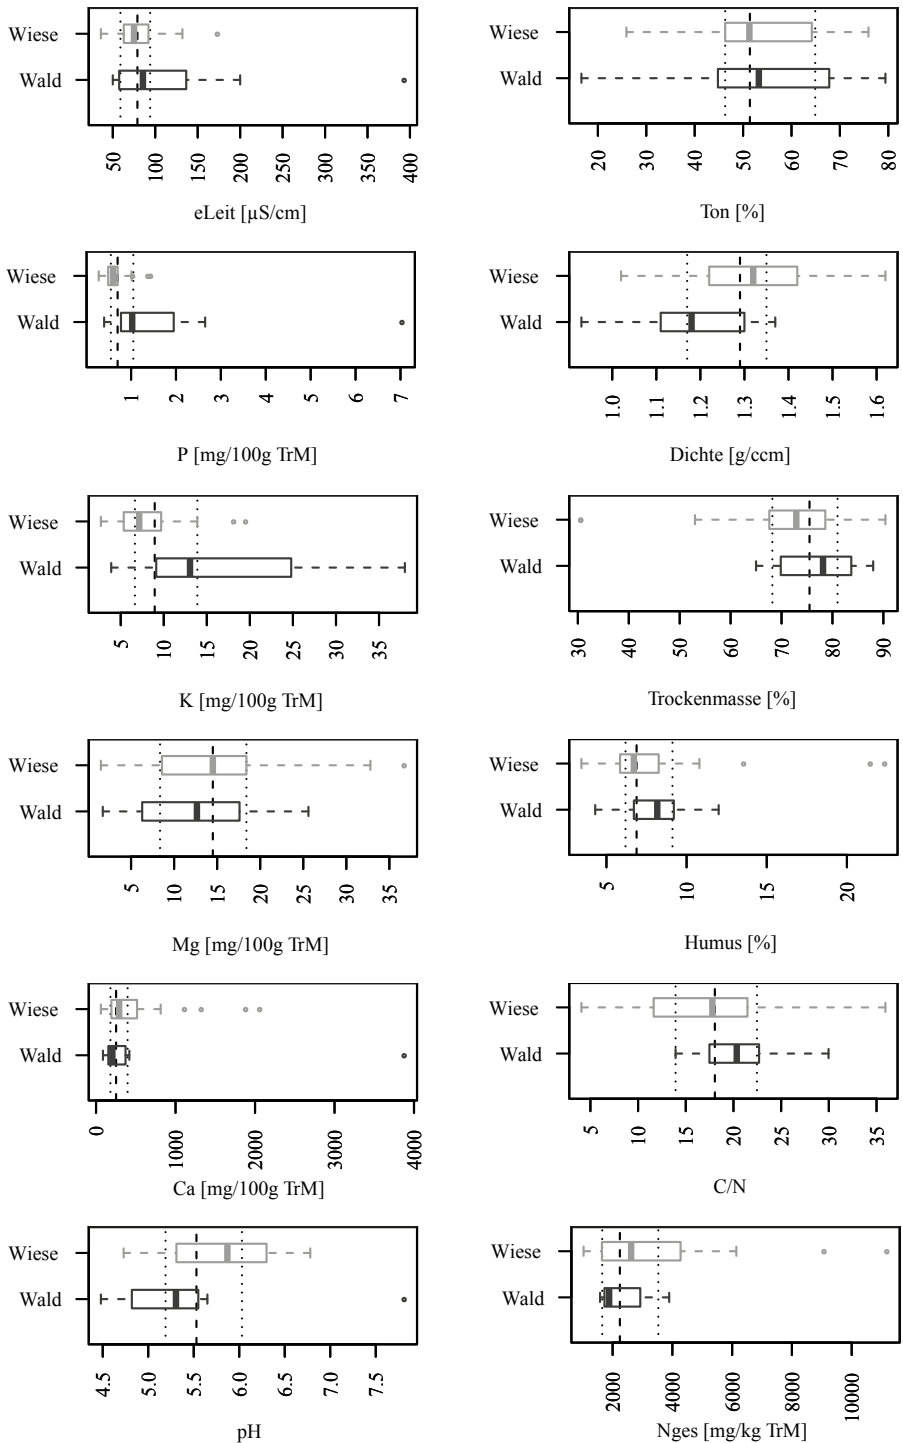 Wiese
Wald
50 100 150 200 250 300 350 400
eLeit [µS/cm]
Wiese
Wald
20 30 40 50 60 70 80
Ton [%]
Wiese
Wald
1 2 3 4 5 6 7
P [mg/100g TrM]
Wiese
Wald
1.0 1.1 1.2 1.3 1.4 1.5 1.6
Dichte [g/ccm]
Wiese
Wald
5 10 15 20 25 30 35
K [mg/100g TrM]
Wiese
Wald
30 40 50 60 70 80 90
Trockenmasse [%]
Wiese
Wald
5 10 15 20 25 30 35
Mg [mg/100g TrM]
Wiese
Wald
5 10 15 20
Humus [%]
Wiese
Wald
0 1000 2000 3000 4000
Ca [mg/100g TrM]
Wiese
Wald
5 10 15 20 25 30 35
C/N
Wiese
Wald
4.5 5.0 5.5 6.0 6.5 7.0 7.5
pH
Wiese
Wald
2000 4000 6000 8000 10000
Nges [mg/kg TrM]